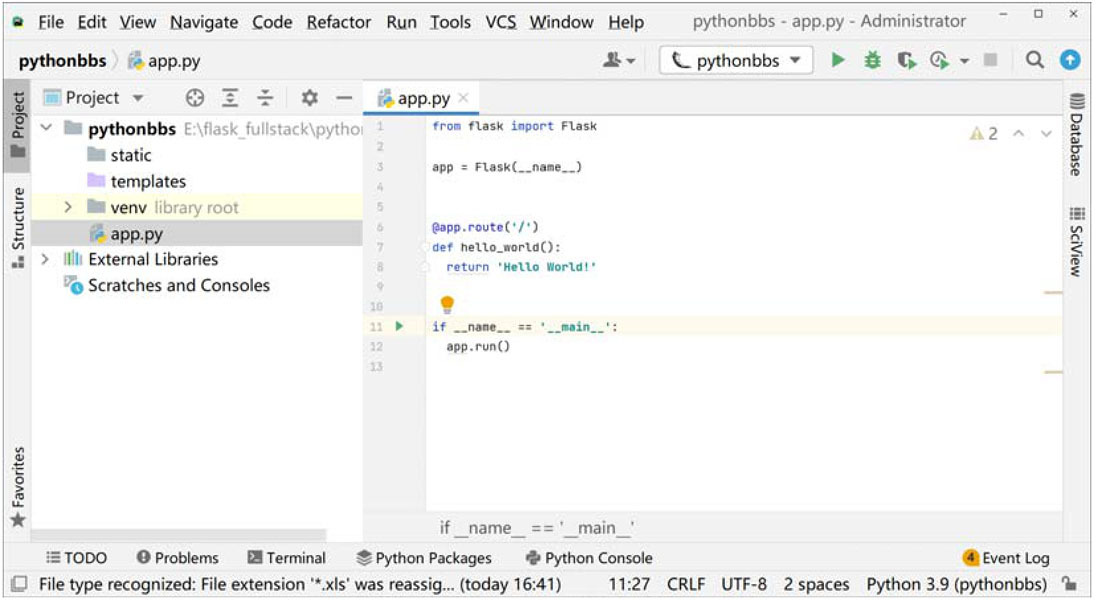 File Edit View Navigate Code Refactor Run Tools VCS Window Help pythonbbs - app.py - Administrator
pythonbbs app.py pythonbbs
Project
Structure
Favorites
Project
pythonbbs E:\flask_fullstack\pytho
static
templates
venv library root
app.py
External Libraries
Scratches and Consoles
app.py
1 from flask import Flask
2
3 app = Flask(__name__)
4
5
6 @app.route('/')
7 def hello_world():
8 return 'Hello World!'
9
10
11 if __name__ == '__main__':
12 app.run()
13
2
Database
SciView
if __name__ == '__main__'
TODO Problems Terminal Python Packages Python Console 4 Event Log
File type recognized: File extension '*.xls' was reassig... (today 16:41) 11:27 CRLF UTF-8 2 spaces Python 3.9 (pythonbbs)